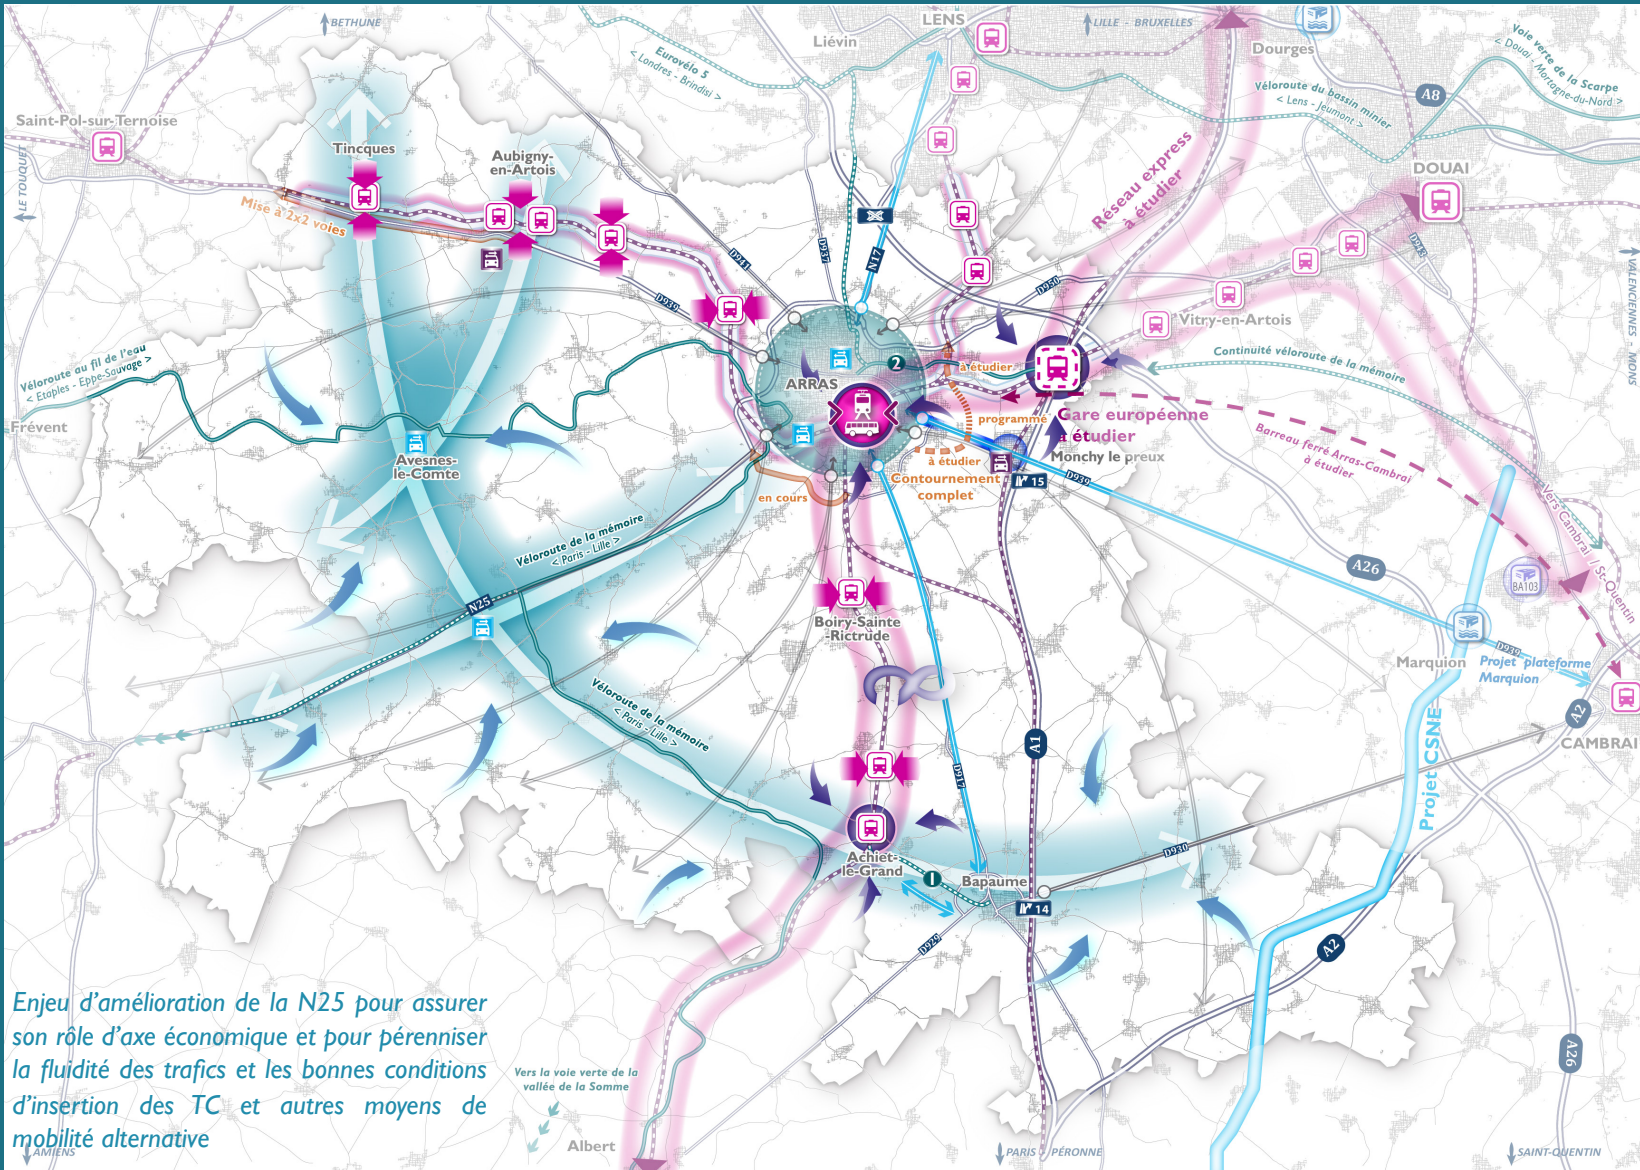 BETHUNE
LENS
LILLE - BRUXELLES
Liévin
Dourges
Eurovélo 5
< Londres - Brindisi >
Voie verte de la Scarpe
< Douai - Mortagne-du-Nord >
A8
Véloroute du bassin minier
< Lens - Jeumont >
Saint-Pol-sur-Ternoise
Tincques
Aubigny-
en-Artois
DOUAI
LE TOUQUET
Réseau express
à étudier
Mise à 2x2 voies
D941
D937
N17
D939
D950
D943
VALENCIENNES - MONS
Vitry-en-Artois
Véloroute au fil de l'eau
< Etaples - Eppe-Sauvage >
Continuité véloroute de la mémoire
2
à étudier
ARRAS
Frévent
programmé
Gare européenne
à étudier
Monchy le preux
Barreau ferré Arras-Cambrai
à étudier
Avesnes-
le-Comte
à étudier
Contournement
complet
en cours
15
D939
Vers Cambrai / St-Quentin
Véloroute de la mémoire
< Paris - Lille >
N25
A26
BA103
Boiry-Sainte
-Rictrude
D939
Marquion
Projet plateforme
Marquion
Véloroute de la mémoire
< Paris - Lille >
A2
CAMBRAI
A1
Projet CSNE
D917
D930
Achiet-
le-Grand
1
Bapaume
14
D929
A2
Enjeu d'amélioration de la N25 pour assurer
son rôle d'axe économique et pour pérenniser
la fluidité des trafics et les bonnes conditions
d'insertion des TC et autres moyens de
mobilité alternative
A26
Vers la voie verte de la
vallée de la Somme
Albert
AMIENS
PARIS
PÉRONNE
SAINT-QUENTIN